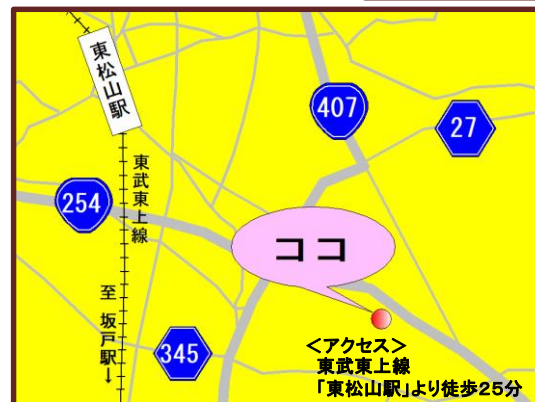 東松山駅
407
27
東武東上線
254
ココ
至 坂戸駅↓
345
＜アクセス＞
東武東上線
「東松山駅」より徒歩25分